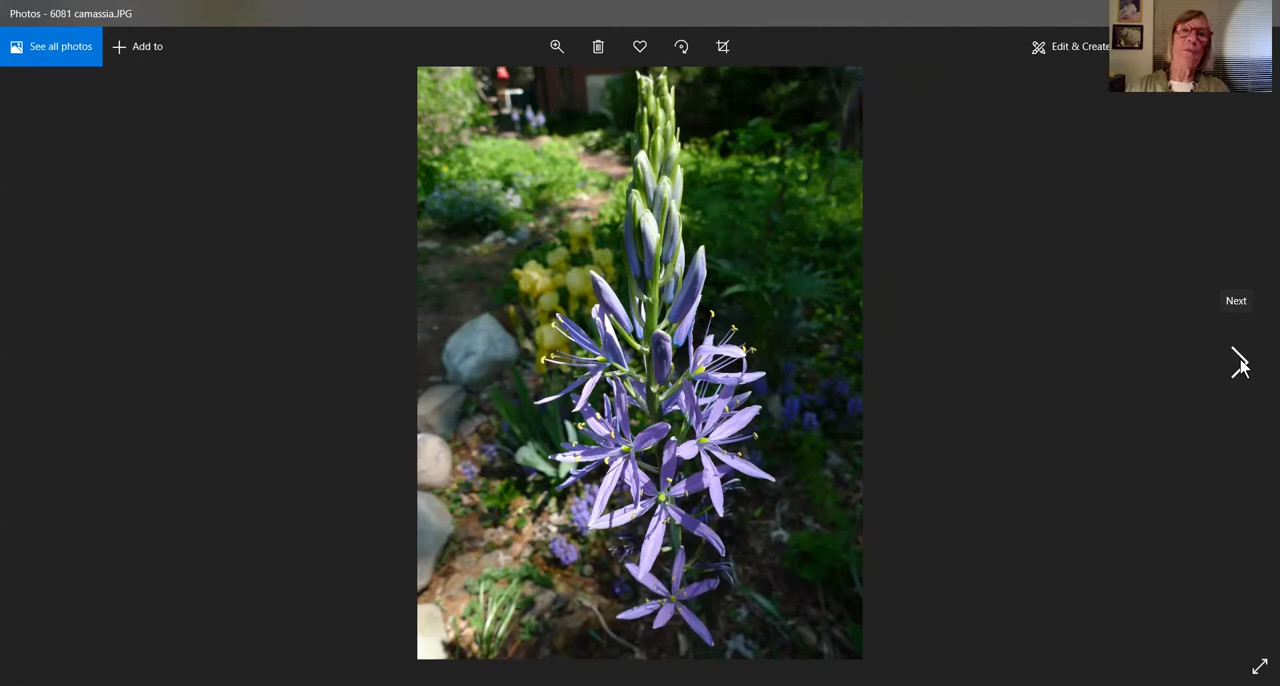 Photos - 6081 camassia.JPG
See all photos
Add to
Edit & Create
Next